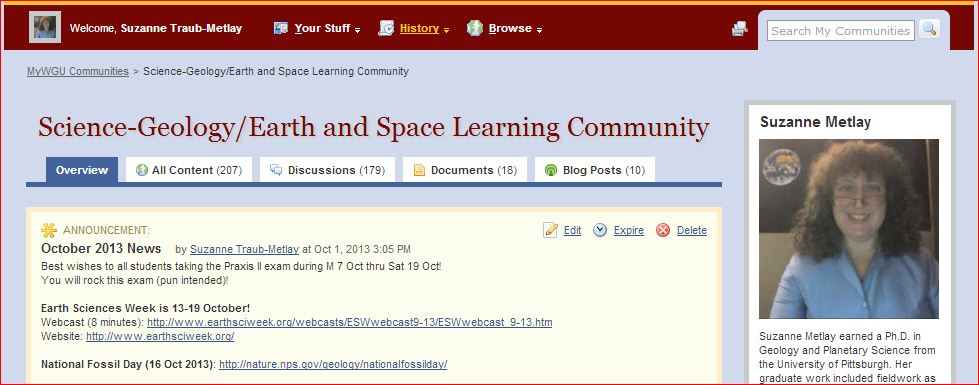 Welcome, Suzanne Traub-Metlay
Your Stuff
History
Browse
Search My Communities
MyWGU Communities > Science-Geology/Earth and Space Learning Community
Science-Geology/Earth and Space Learning Community
Overview
All Content (207)
Discussions (179)
Documents (18)
Blog Posts (10)
ANNOUNCEMENT:
Edit
Expire
Delete
October 2013 News by Suzanne Traub-Metlay at Oct 1, 2013 3:05 PM
Best wishes to all students taking the Praxis II exam during M 7 Oct thru Sat 19 Oct!
You will rock this exam (pun intended)!
Earth Sciences Week is 13-19 October!
Webcast (8 minutes): http://www.earthsciweek.org/webcasts/ESWwebcast9-13/ESWwebcast_9-13.htm
Website: http://www.earthsciweek.org/
National Fossil Day (16 Oct 2013): http://nature.nps.gov/geology/nationalfossilday/
Suzanne Metlay
Suzanne Metlay earned a Ph.D. in
Geology and Planetary Science from
the University of Pittsburgh. Her
graduate work included fieldwork as